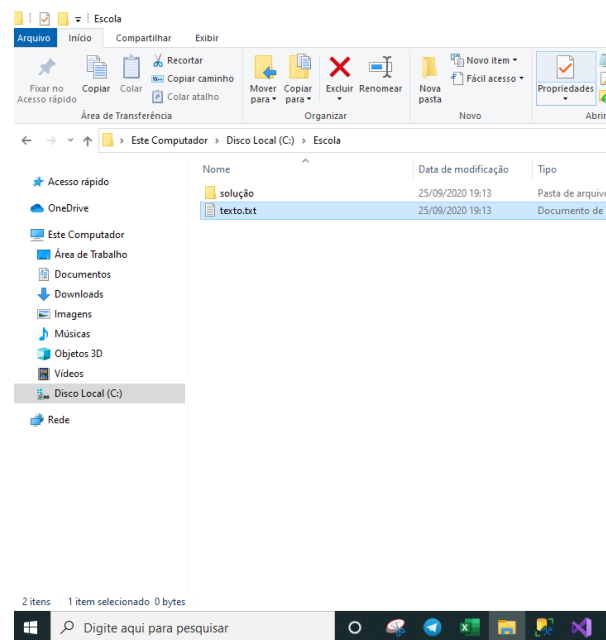 Escola
Arquivo Início Compartilhar Exibir
Fixar no Acesso rápido
Copiar
Colar
Recortar
Copiar caminho
Colar atalho
Mover para
Copiar para
Excluir
Renomear
Nova pasta
Novo item
Fácil acesso
Propriedades
Área de Transferência
Organizar
Novo
Abrir
Este Computador > Disco Local (C:) > Escola
Nome Data de modificação Tipo
solução 25/09/2020 19:13 Pasta de arquivo
texto.txt 25/09/2020 19:13 Documento de
Acesso rápido
OneDrive
Este Computador
Área de Trabalho
Documentos
Downloads
Imagens
Músicas
Objetos 3D
Vídeos
Disco Local (C:)
Rede
2 itens 1 item selecionado 0 bytes
Digite aqui para pesquisar